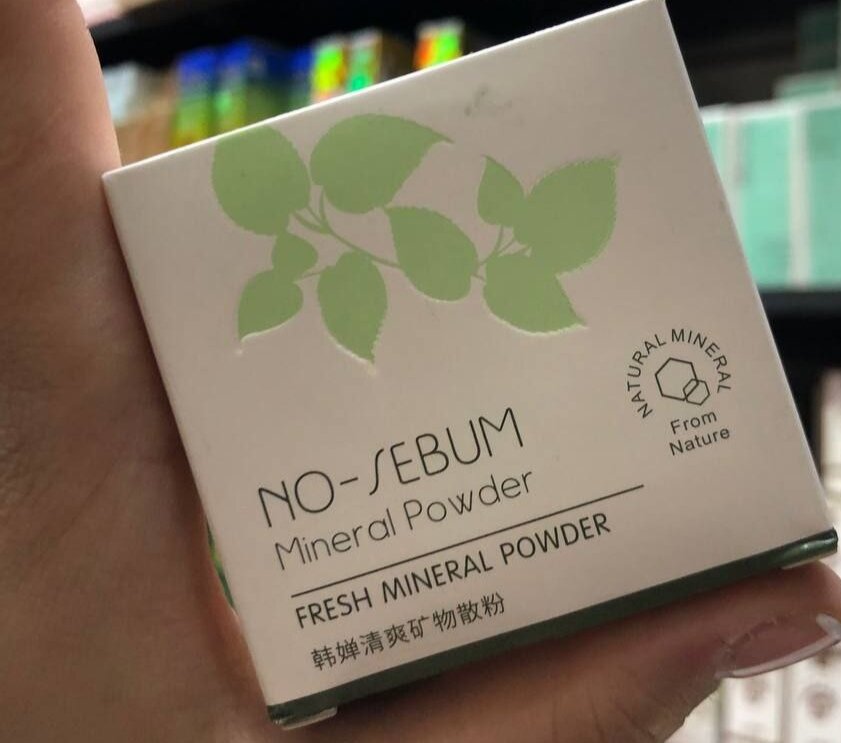 NATURAL MINERAL
From
Nature
NO-SEBUM
Mineral Powder
FRESH MINERAL POWDER
韩婵清爽矿物散粉